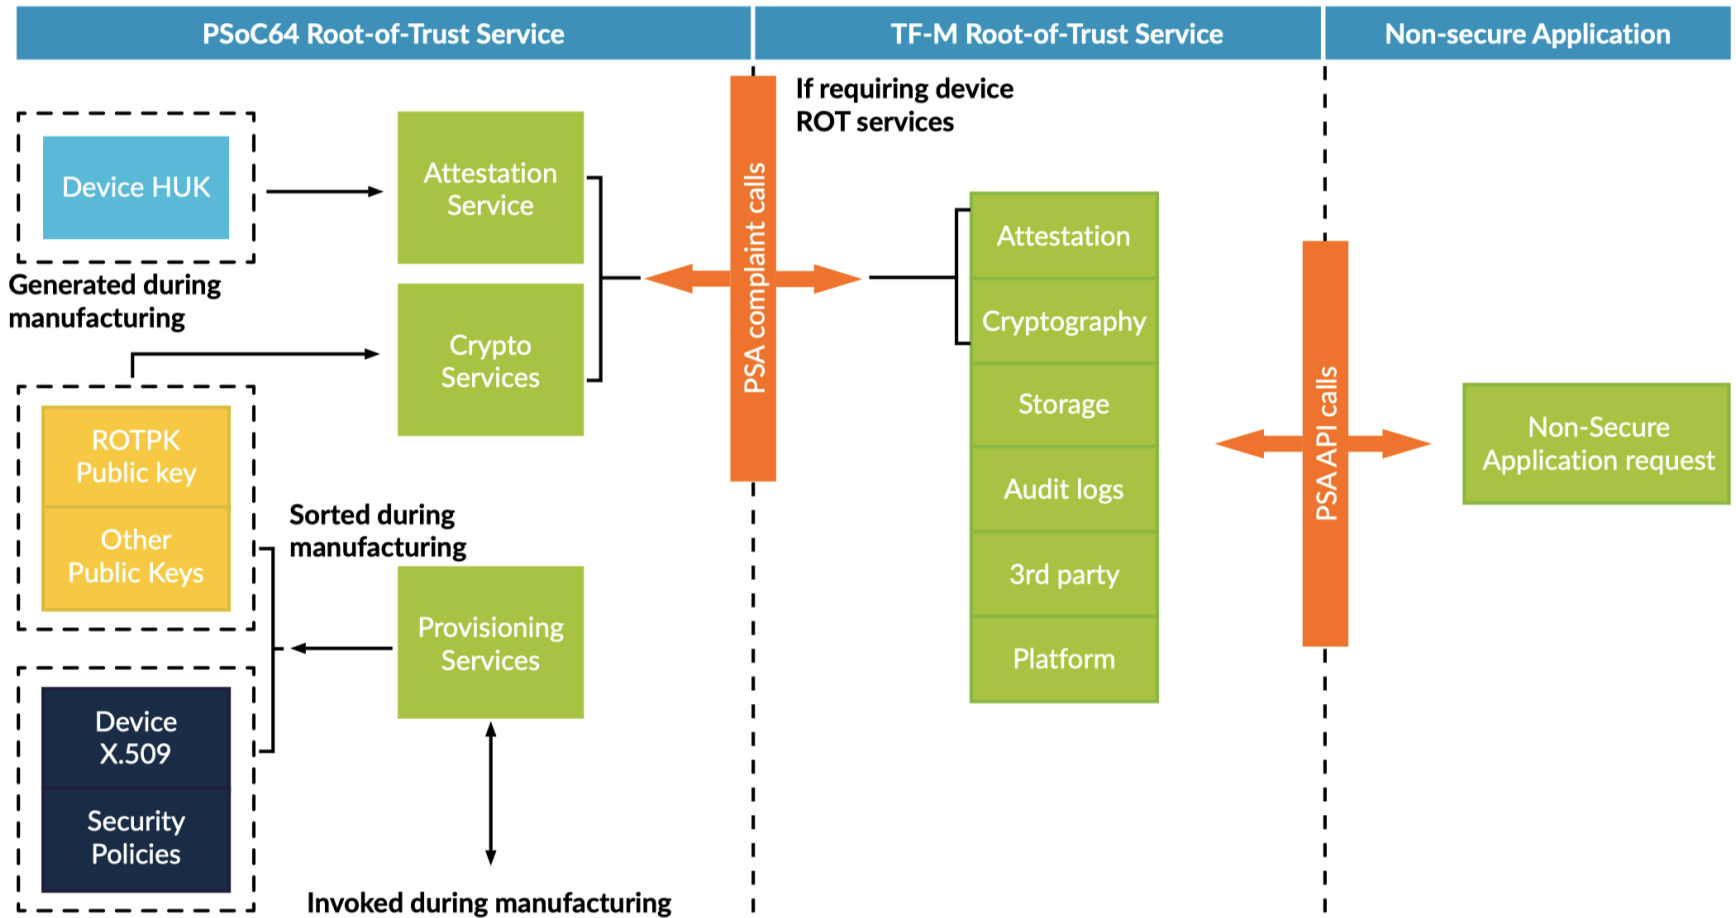 PSoC64 Root-of-Trust Service
TF-M Root-of-Trust Service
Non-secure Application
If requiring device
ROT services
Device HUK
Generated during
manufacturing
Attestation
Service
Crypto
Services
PSA complaint calls
ROTPK
Public key
Other
Public Keys
Sorted during
manufacturing
Provisioning
Services
Device
X.509
Security
Policies
Invoked during manufacturing
Attestation
Cryptography
Storage
Audit logs
3rd party
Platform
PSA API calls
Non-Secure
Application request